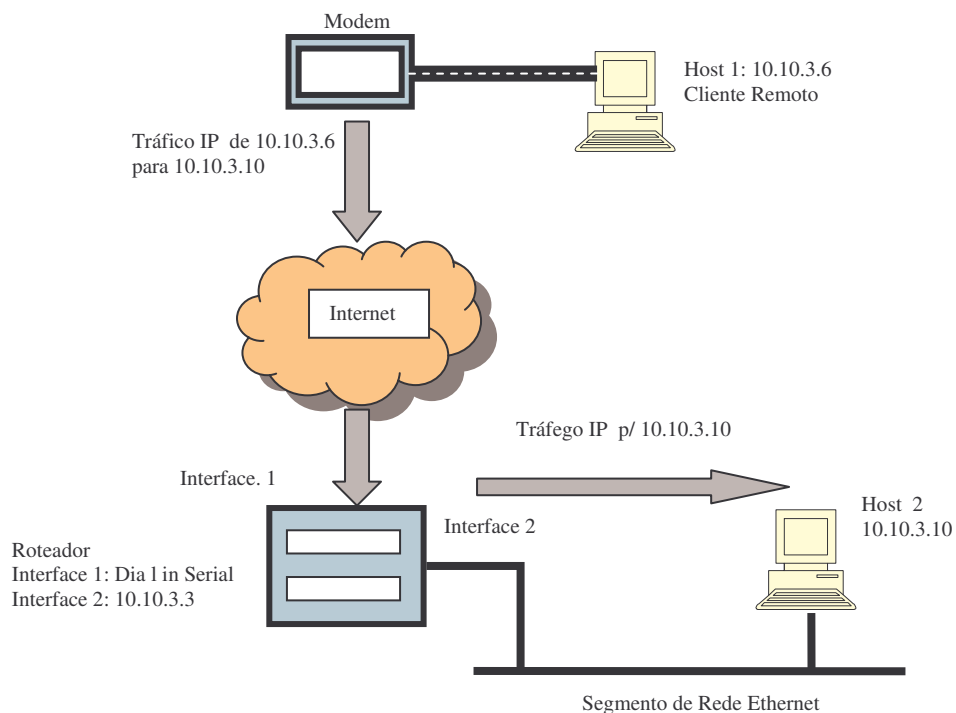 Modem
Host 1: 10.10.3.6
Cliente Remoto
Tráfico IP de 10.10.3.6
para 10.10.3.10
Internet
Tráfego IP p/ 10.10.3.10
Interface. 1
Interface 2
Host 2
10.10.3.10
Roteador
Interface 1: Dia l in Serial
Interface 2: 10.10.3.3
Segmento de Rede Ethernet